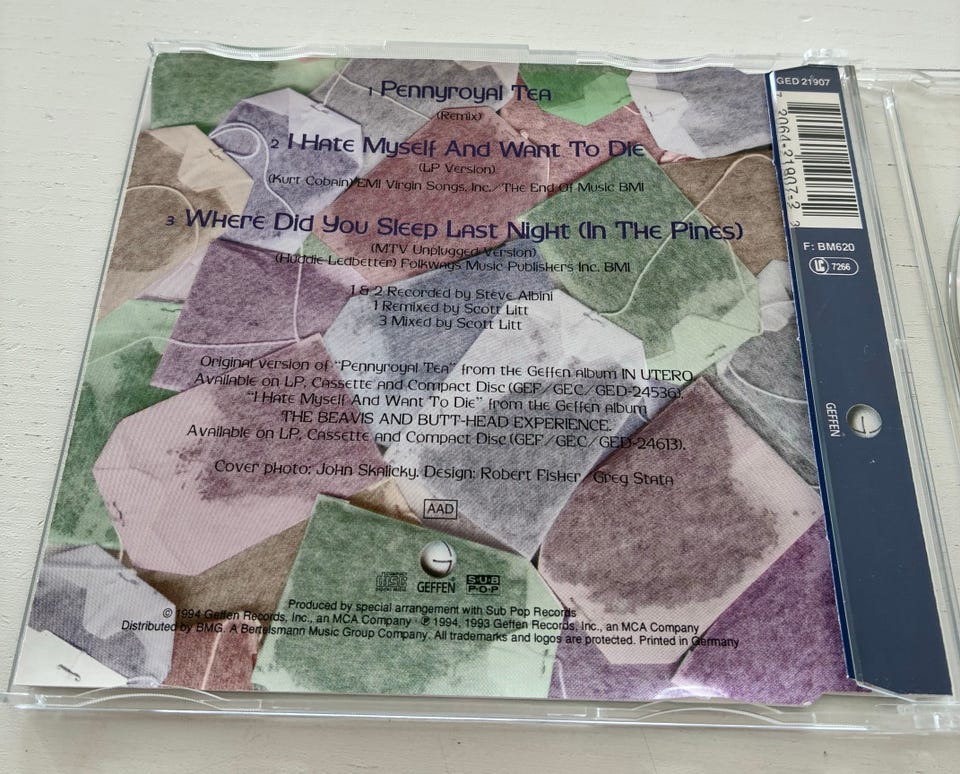 1 Pennyroyal Tea
(Remix)
2 I Hate Myself And Want To Die
(LP Version)
(Kurt Cobain) EMI Virgin Songs, Inc./The End Of Music BMI
3 Where Did You Sleep Last Night (In The Pines)
(MTV Unplugged Version)
(Huddie Ledbetter) Folkways Music Publishers Inc. BMI
1 & 2 Recorded by Steve Albini
1 Remixed by Scott Litt
3 Mixed by Scott Litt
Original version of "Pennyroyal Tea" from the Geffen Album IN UTERO
Available on LP, Cassette and Compact Disc (GEF/GEC/GED-24536).
"I Hate Myself And Want To Die" from the Geffen album
THE BEAVIS AND BUTT-HEAD EXPERIENCE.
Available on LP, Cassette and Compact Disc (GEF/GEC/GED-24613).
Cover photo: John Skalicky. Design: Robert Fisher/Greg Stata
AAD
disc
GEFFEN
SUB
POP
Produced by special arrangement with Sub Pop Records
© 1994 Geffen Records, Inc., an MCA Company · ℗ 1994, 1993 Geffen Records, Inc., an MCA Company
Distributed by BMG. A Bertelsmann Music Group Company. All trademarks and logos are protected. Printed in Germany
GED 21907
7 2064-21907-2 3
F: BM620
LC 7266
GEFFEN